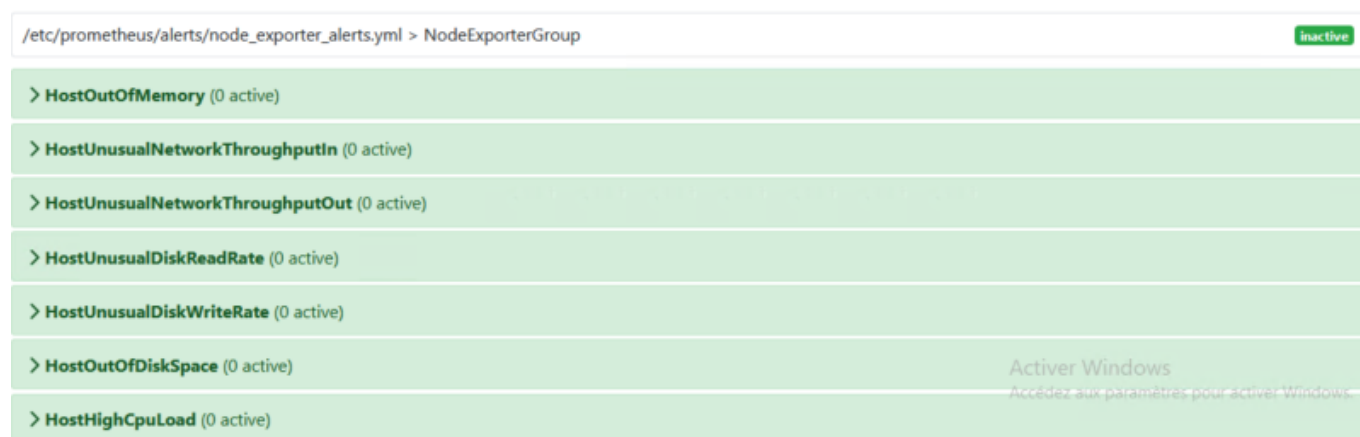 /etc/prometheus/alerts/node_exporter_alerts.yml > NodeExporterGroup inactive
> HostOutOfMemory (0 active)
> HostUnusualNetworkThroughputIn (0 active)
> HostUnusualNetworkThroughputOut (0 active)
> HostUnusualDiskReadRate (0 active)
> HostUnusualDiskWriteRate (0 active)
> HostOutOfDiskSpace (0 active)
Activer Windows
Accédez aux paramètres pour activer Windows.
> HostHighCpuLoad (0 active)